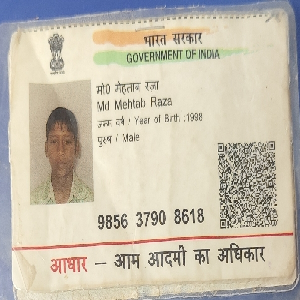 भारत सरकार
GOVERNMENT OF INDIA
मो0 मेहताब रजा
Md Mehtab Raza
जन्म वर्ष / Year of Birth :1998
पुरुष / Male
9856 3790 8618
आधार – आम आदमी का अधिकार